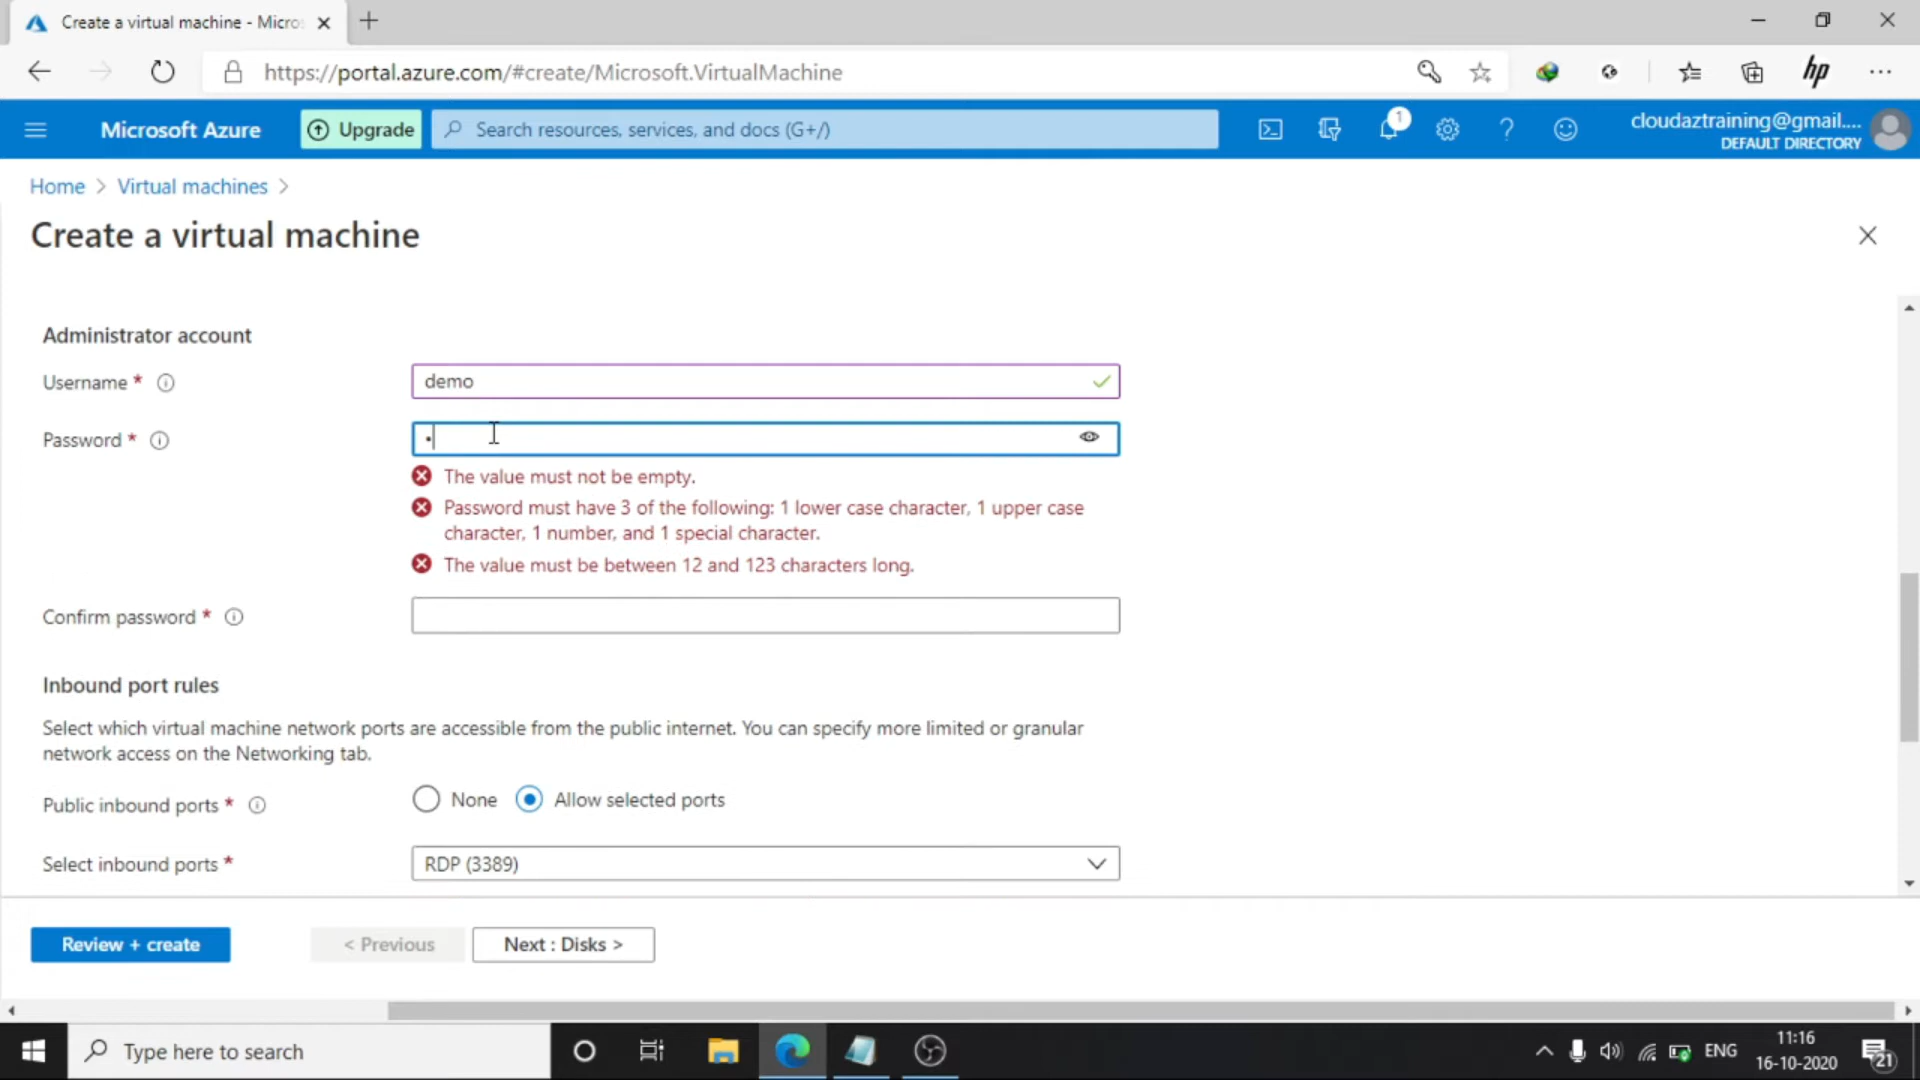 Create a virtual machine - Micros
https://portal.azure.com/#create/Microsoft.VirtualMachine
hp
Microsoft Azure
Upgrade
Search resources, services, and docs (G+/)
1
cloudaztraining@gmail....
DEFAULT DIRECTORY
Home > Virtual machines >
Create a virtual machine
Administrator account
Username *
demo
Password *
The value must not be empty.
Password must have 3 of the following: 1 lower case character, 1 upper case
character, 1 number, and 1 special character.
The value must be between 12 and 123 characters long.
Confirm password *
Inbound port rules
Select which virtual machine network ports are accessible from the public internet. You can specify more limited or granular
network access on the Networking tab.
Public inbound ports *
None
Allow selected ports
Select inbound ports *
RDP (3389)
Review + create
< Previous
Next : Disks >
Type here to search
ENG
11:16
16-10-2020
21